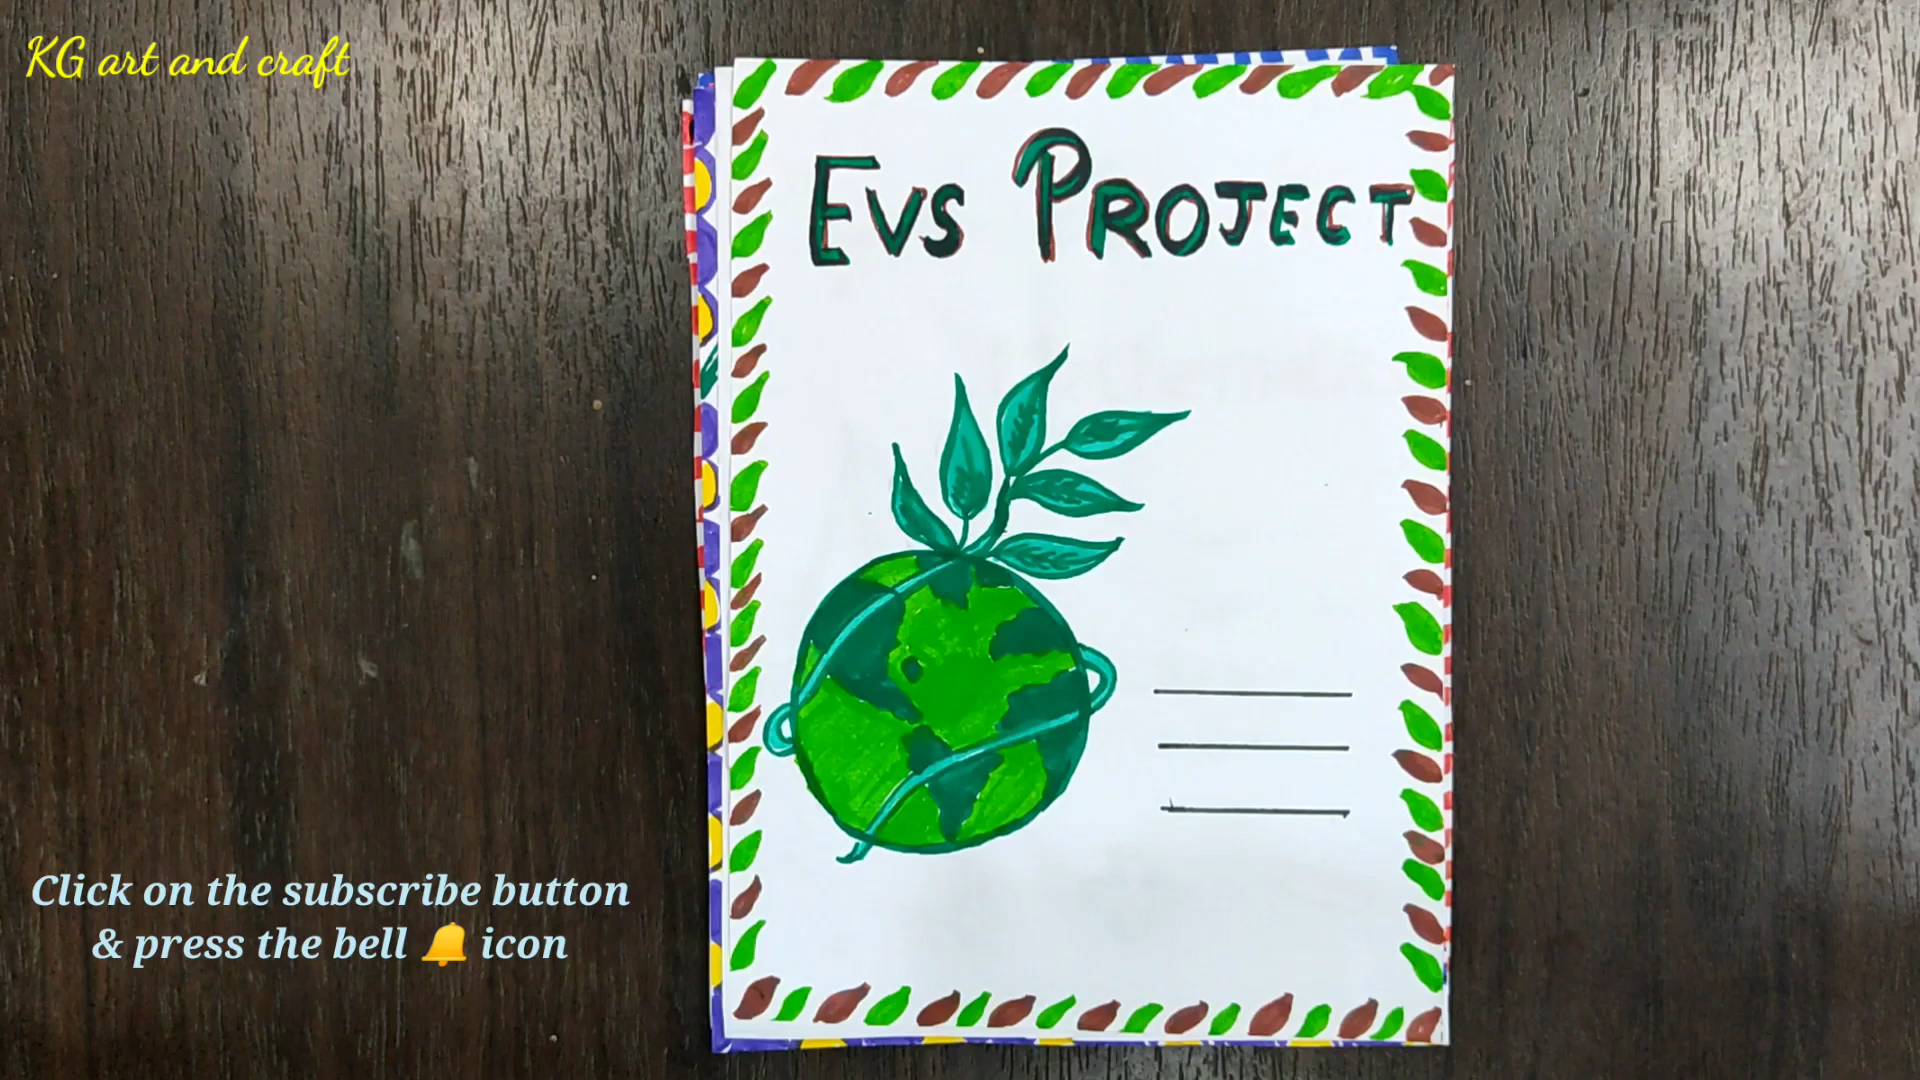 KG art and craft
EVS PROJECT
Click on the subscribe button
& press the bell 🔔 icon